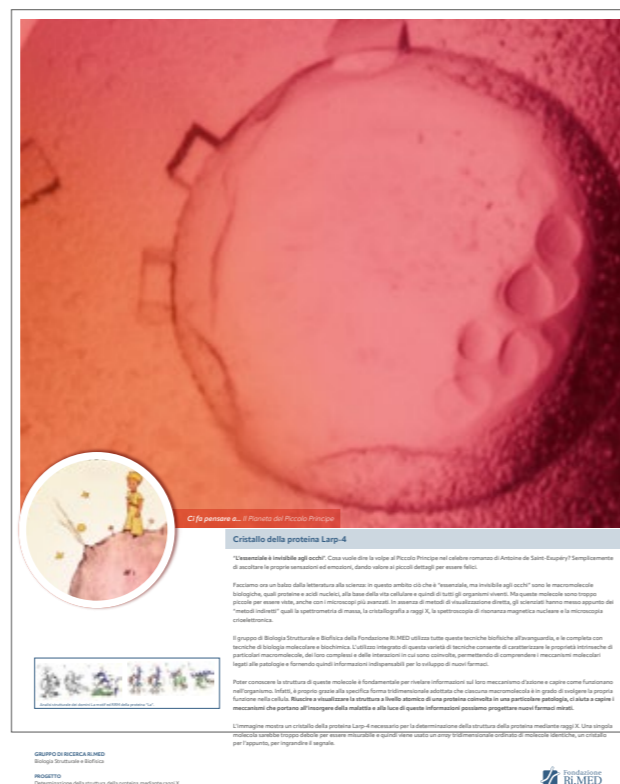 Ci fa pensare a... Il Pianeta del Piccolo Principe
Cristallo della proteina Larp-4
"L'essenziale è invisibile agli occhi". Cosa vuole dire la volpe al Piccolo Principe nel celebre romanzo di Antoine de Saint-Exupéry? Semplicemente
di ascoltare le proprie sensazioni ed emozioni, dando valore ai piccoli dettagli per essere felici.
Facciamo ora un balzo dalla letteratura alla scienza: in questo ambito ciò che è "essenziale, ma invisibile agli occhi" sono le macromolecole
biologiche, quali proteine e acidi nucleici, alla base della vita cellulare e quindi di tutti gli organismi viventi. Ma queste molecole sono troppo
piccole per essere viste, anche con i microscopi più avanzati. In assenza di metodi di visualizzazione diretta, gli scienziati hanno messo appunto dei
"metodi indiretti" quali la spettrometria di massa, la cristallografia a raggi X, la spettroscopia di risonanza magnetica nucleare e la microscopia
crioelettronica.
Il gruppo di Biologia Strutturale e Biofisica della Fondazione Ri.MED utilizza tutte queste tecniche biofisiche all'avanguardia, e le completa con
tecniche di biologia molecolare e biochimica. L'utilizzo integrato di questa varietà di tecniche consente di caratterizzare le proprietà intrinseche di
particolari macromolecole, dei loro complessi e delle interazioni in cui sono coinvolte, permettendo di comprendere i meccanismi molecolari
legati alle patologie e fornendo quindi informazioni indispensabili per lo sviluppo di nuovi farmaci.
Poter conoscere la struttura di queste molecole è fondamentale per rivelare informazioni sul loro meccanismo d'azione e capire come funzionano
nell'organismo. Infatti, è proprio grazie alla specifica forma tridimensionale adottata che ciascuna macromolecola è in grado di svolgere la propria
funzione nella cellula. Riuscire a visualizzare la struttura a livello atomico di una proteina coinvolta in una particolare patologia, ci aiuta a capire i
meccanismi che portano all'insorgere della malattia e alla luce di queste informazioni possiamo progettare nuovi farmaci mirati.
L'immagine mostra un cristallo della proteina Larp-4 necessario per la determinazione della struttura della proteina mediante raggi X. Una singola
molecola sarebbe troppo debole per essere misurabile e quindi viene usato un array tridimensionale ordinato di molecole identiche, un cristallo
per l'appunto, per ingrandire il segnale.
GRUPPO DI RICERCA RI.MED
Biologia Strutturale e Biofisica
PROGETTO
Determinazione della struttura della proteina mediante raggi X
Fondazione
Ri.MED